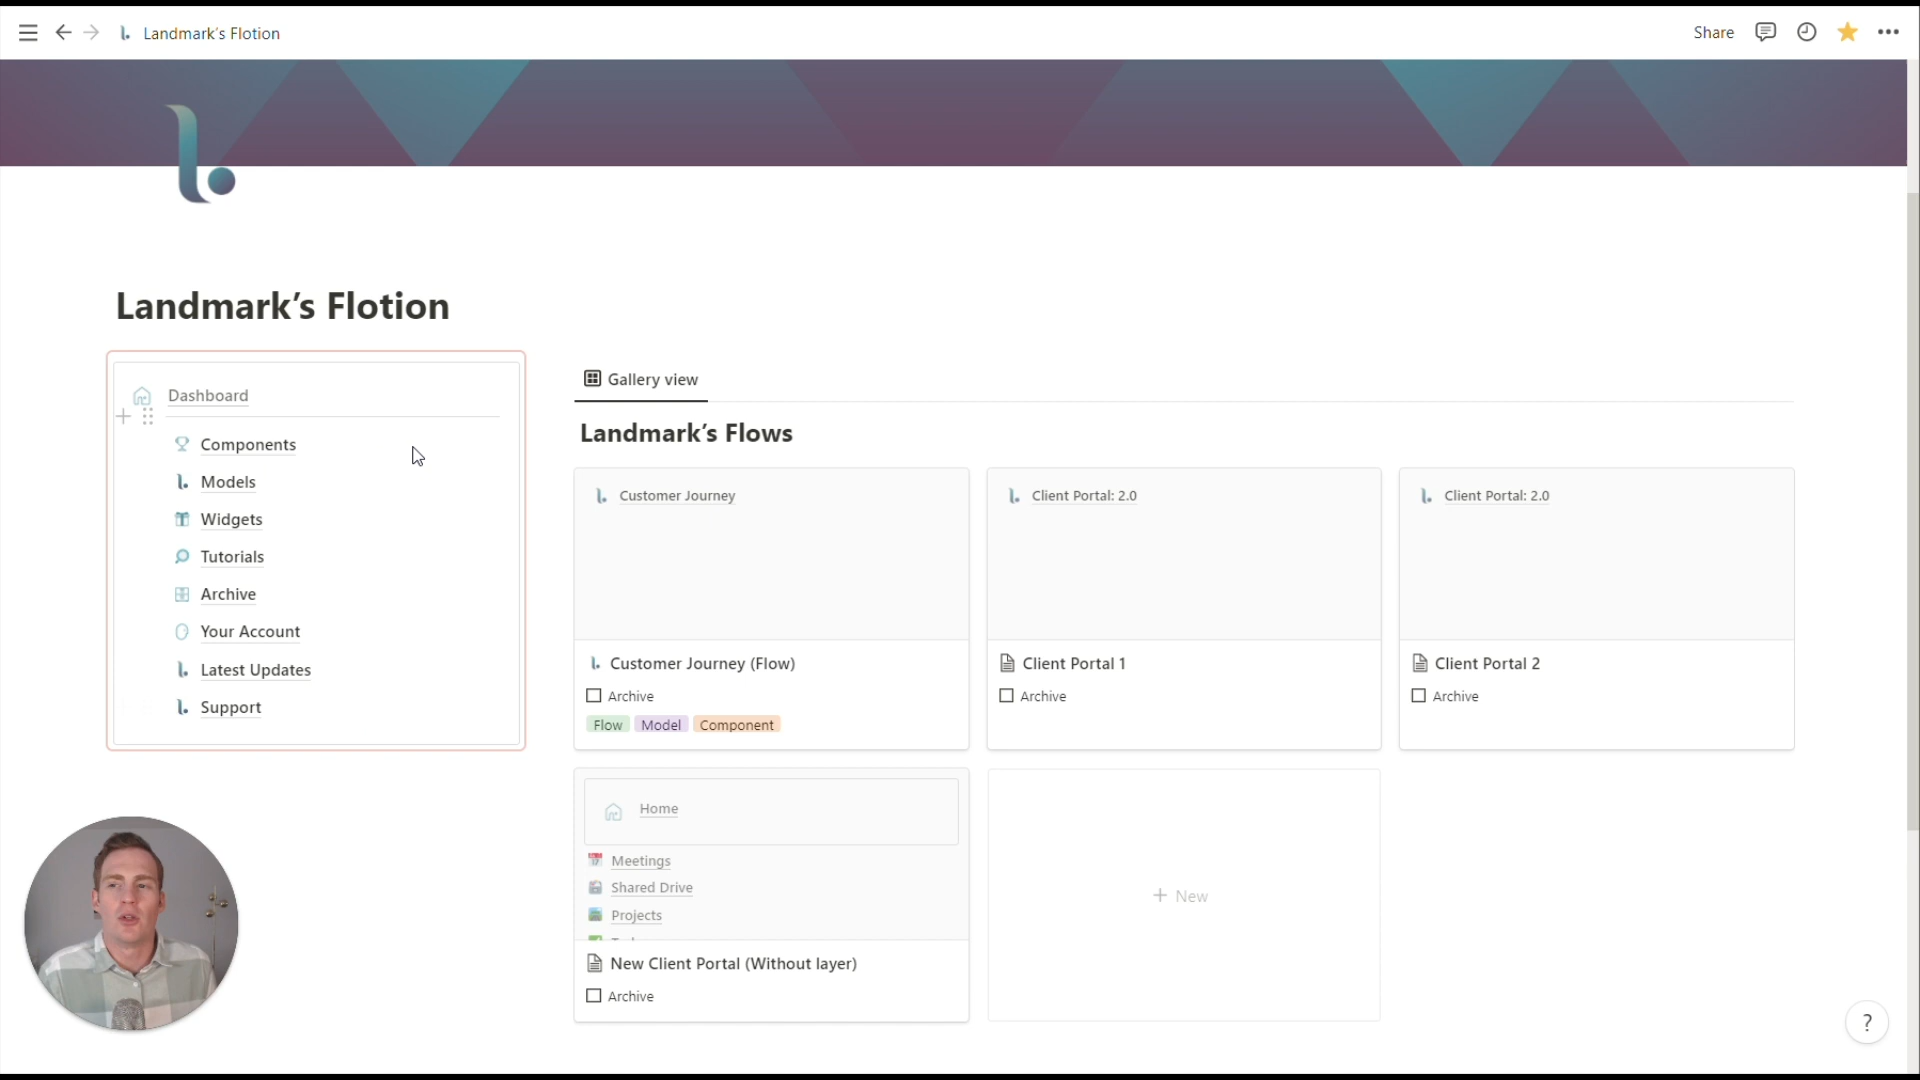 Landmark's Flotion
Share
Landmark's Flotion
Dashboard
Components
Models
Widgets
Tutorials
Archive
Your Account
Latest Updates
Support
Gallery view
Landmark's Flows
Customer Journey
Customer Journey (Flow)
Archive
Flow Model Component
Client Portal: 2.0
Client Portal 1
Archive
Client Portal: 2.0
Client Portal 2
Archive
Home
Meetings
Shared Drive
Projects
New Client Portal (Without layer)
Archive
+ New
?